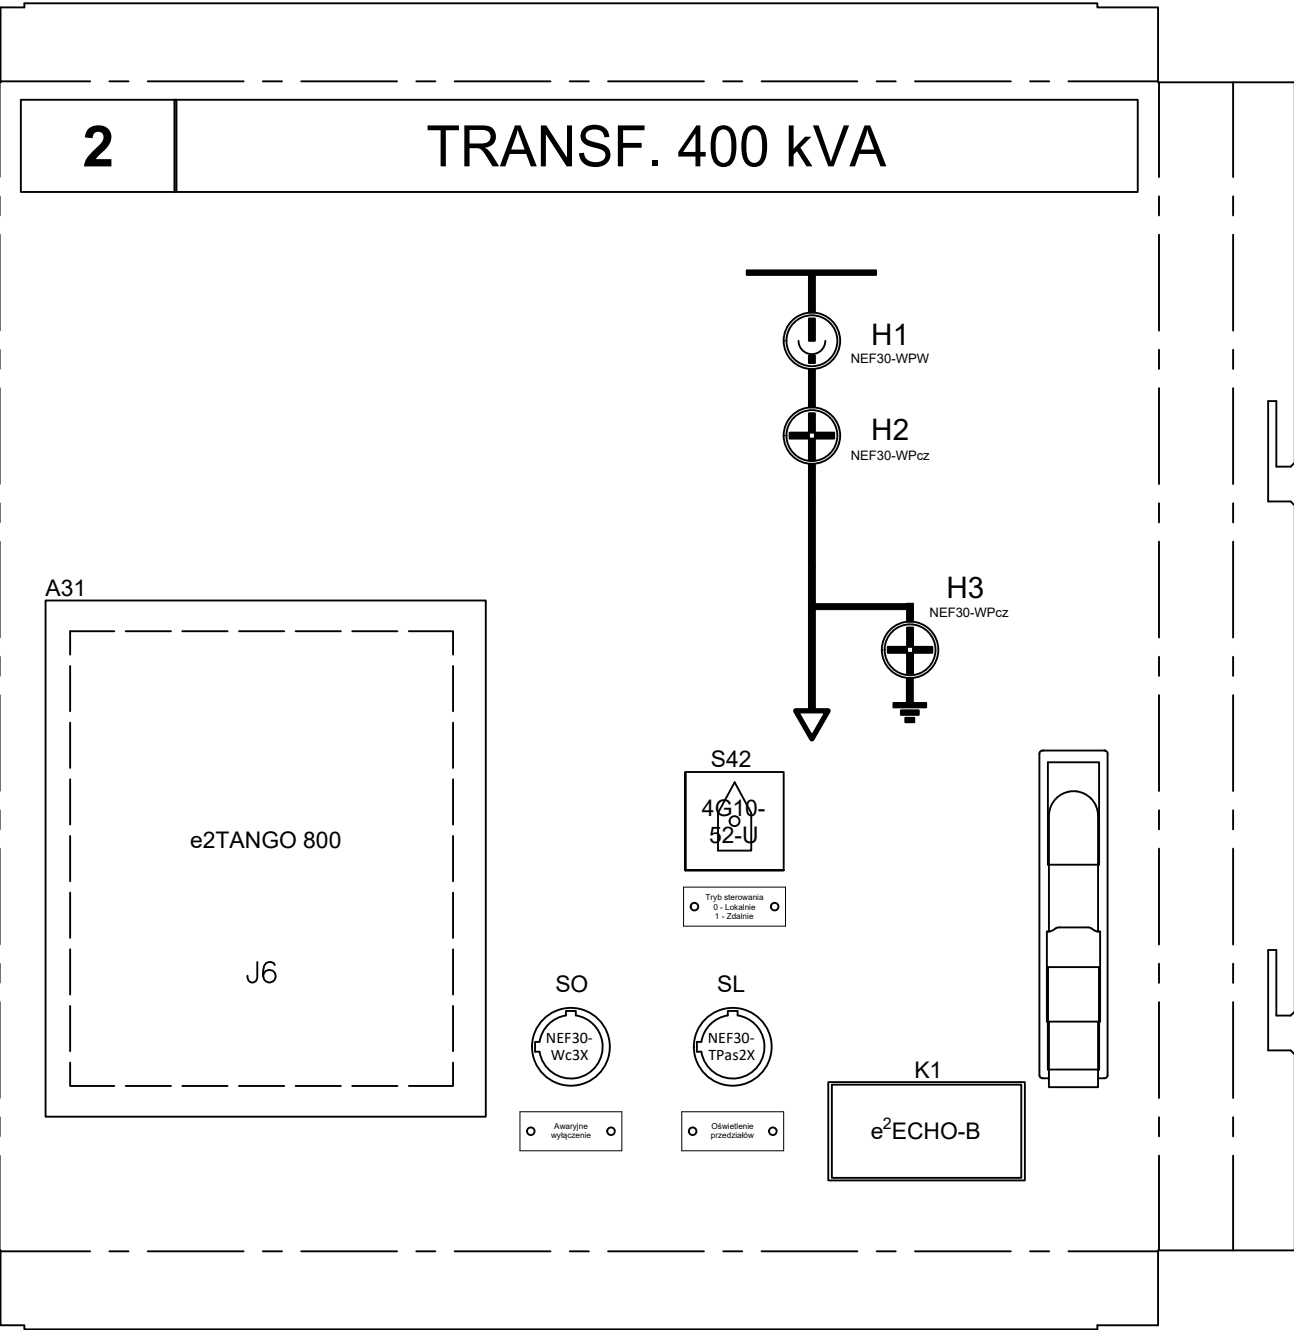 2
TRANSF. 400 kVA
H1
NEF30-WPW
H2
NEF30-WPcz
H3
NEF30-WPcz
A31
e2TANGO 800
J6
S42
4G10-
52-U
Tryb sterowania
0 - Lokalnie
1 - Zdalnie
SO
NEF30-
Wc3X
Awaryjne
wyłączenie
SL
NEF30-
TPas2X
Oświetlenie
przedziałów
K1
e²ECHO-B